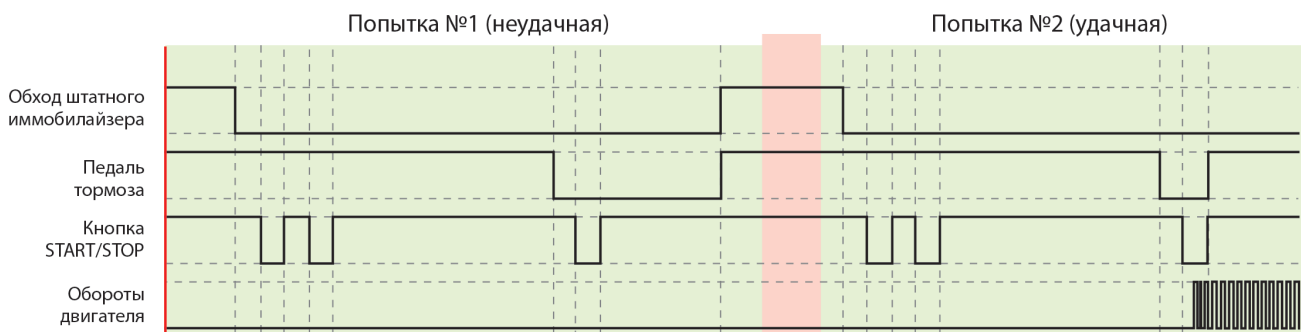 Попытка №1 (неудачная)
Попытка №2 (удачная)
Обход штатного
иммобилайзера
Педаль
тормоза
Кнопка
START/STOP
Обороты
двигателя